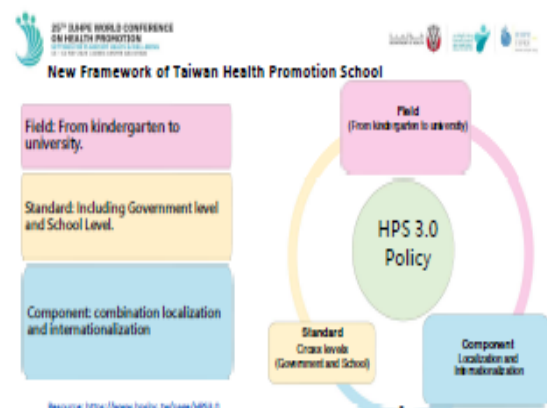 25TH IUHPE WORLD CONFERENCE
ON HEALTH PROMOTION
New Framework of Taiwan Health Promotion School
Field: From kindergarten to
university.
Standard: Including Government level
and School Level.
Component: combination localization
and internationalization
Field
(From kindergarten to university)
HPS 3.0
Policy
Standard
Cross levels
(Government and School)
Component
Localization and
Internationalization